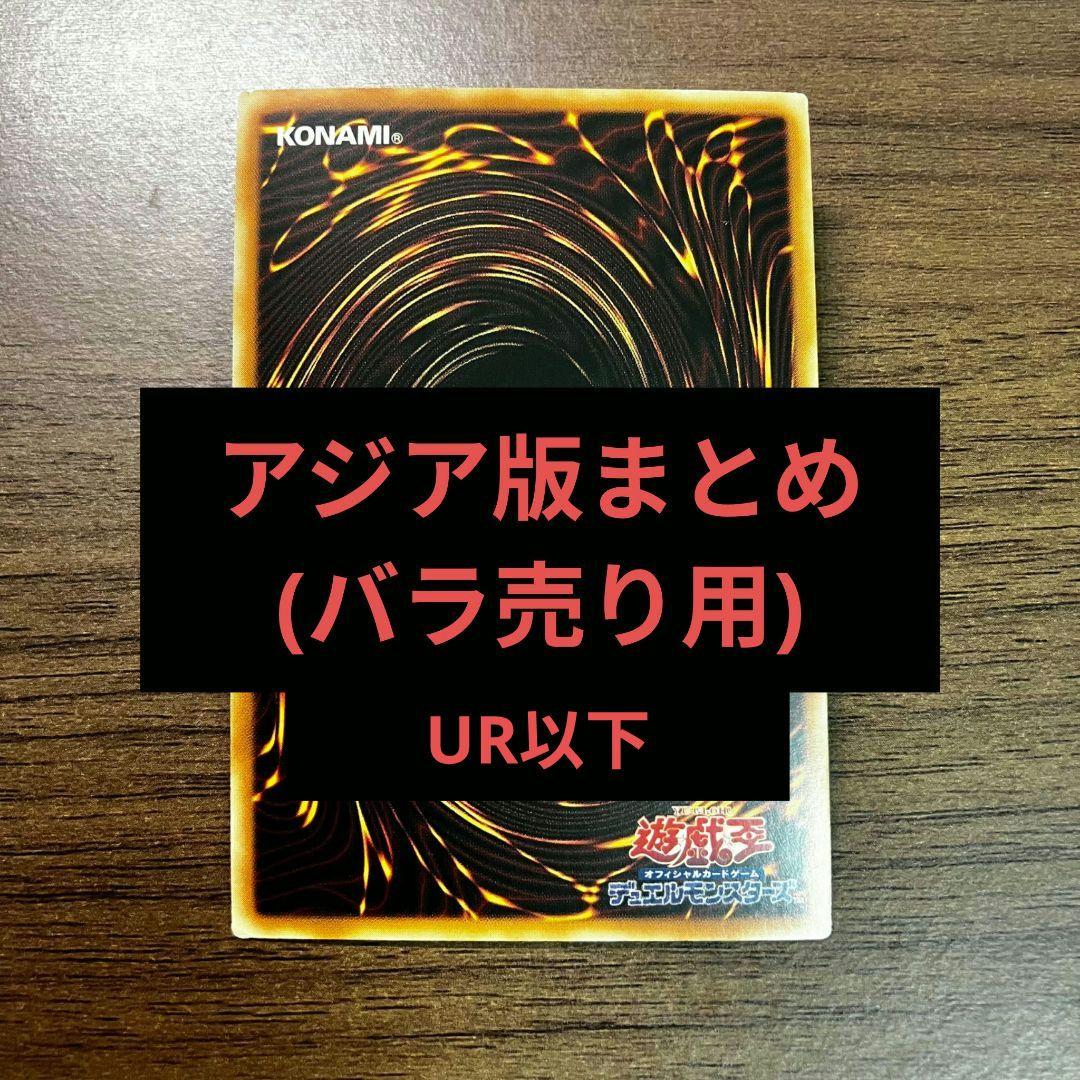 KONAMI®
アジア版まとめ
(バラ売り用)
UR以下
遊戯王
オフィシャルカードゲーム
デュエルモンスターズ